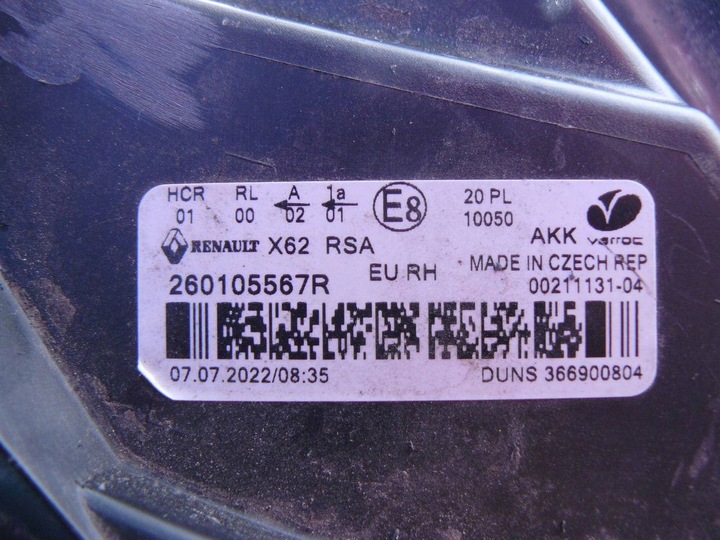 HCR RL A 1a E8 20 PL
01 00 02 01 10050
RENAULT X62 RSA AKK varroc
260105567R EU RH MADE IN CZECH REP
00211131-04
07.07.2022/08:35 DUNS 366900804